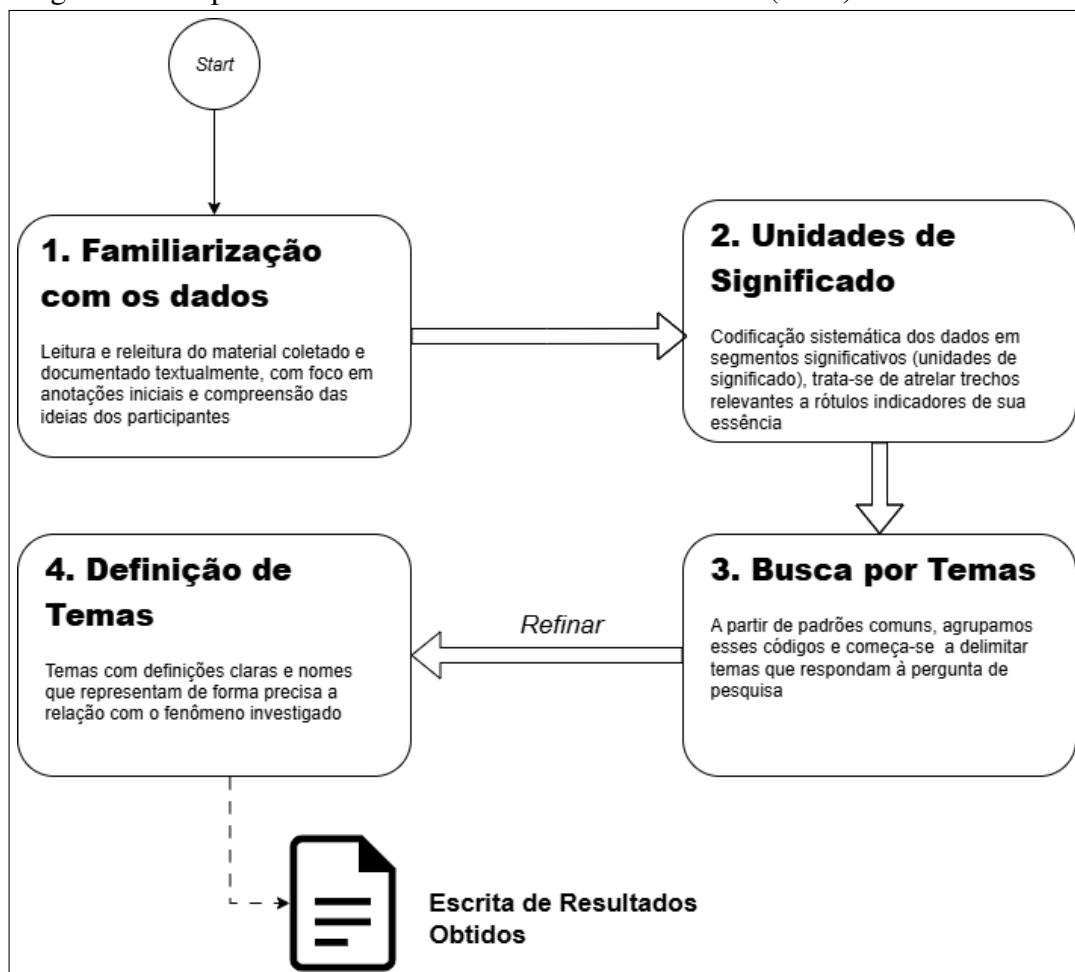 Start
1. Familiarização
com os dados
Leitura e releitura do material coletado e
documentado textualmente, com foco em
anotações iniciais e compreensão das
ideias dos participantes
2. Unidades de
Significado
Codificação sistemática dos dados em
segmentos significativos (unidades de
significado), trata-se de atrelar trechos
relevantes a rótulos indicadores de sua
essência
3. Busca por Temas
A partir de padrões comuns, agrupamos
esses códigos e começa-se a delimitar
temas que respondam à pergunta de
pesquisa
Refinar
4. Definição de
Temas
Temas com definições claras e nomes
que representam de forma precisa a
relação com o fenômeno investigado
Escrita de Resultados
Obtidos